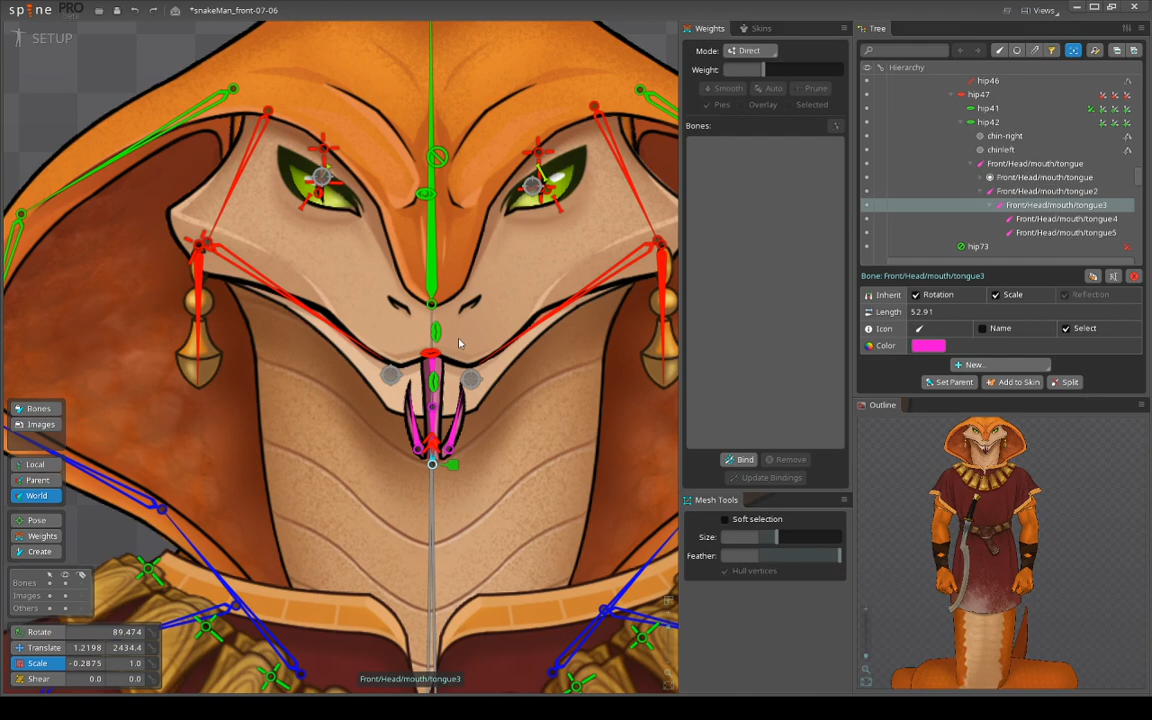 spine PRO beta
*snakeMan_front-07-06
Views
SETUP
Weights
Skins
Mode:
Direct
Weight:
Smooth
Auto
Prune
Pies
Overlay
Selected
Bones:
Bind
Remove
Update Bindings
Mesh Tools
Soft selection
Size:
Feather:
Hull vertices
Tree
Hierarchy
hip46
hip47
hip41
hip42
chin-right
chinleft
Front/Head/mouth/tongue
Front/Head/mouth/tongue
Front/Head/mouth/tongue2
Front/Head/mouth/tongue3
Front/Head/mouth/tongue4
Front/Head/mouth/tongue5
hip73
Bone: Front/Head/mouth/tongue3
Inherit
Rotation
Scale
Reflection
Length
52.91
Icon
Name
Select
Color
New...
Set Parent
Add to Skin
Split
Outline
Bones
Images
Local
Parent
World
Pose
Weights
Create
Bones
Images
Others
Rotate
89.474
Translate
1.2198
2434.4
Scale
-0.2875
1.0
Shear
0.0
0.0
Front/Head/mouth/tongue3